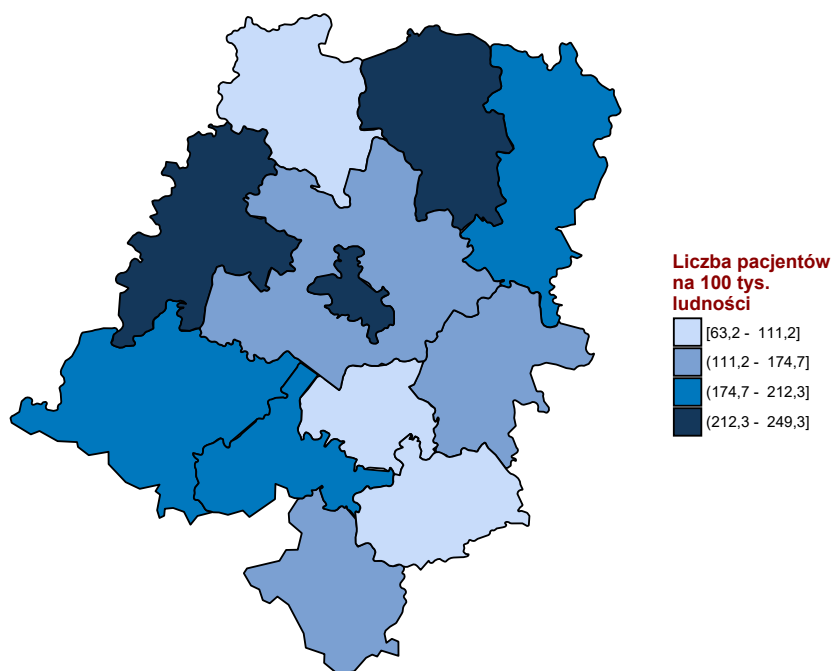 Liczba pacjentów
na 100 tys.
ludności
[63,2 - 111,2]
(111,2 - 174,7]
(174,7 - 212,3]
(212,3 - 249,3]